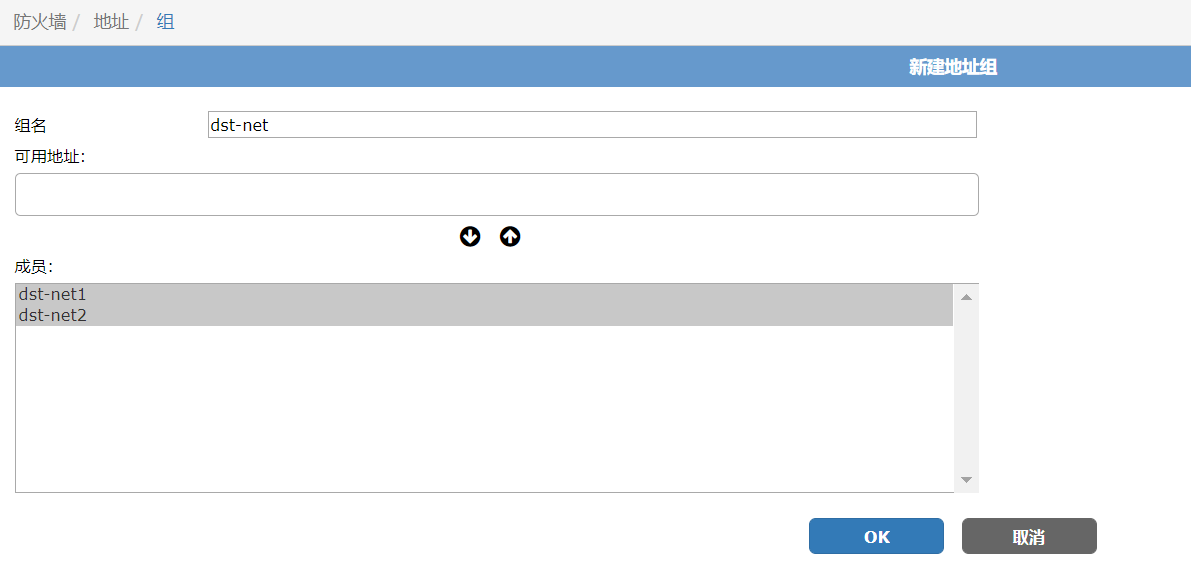 防火墙 / 地址 / 组
新建地址组
组名 dst-net
可用地址:
成员:
dst-net1
dst-net2
OK 取消